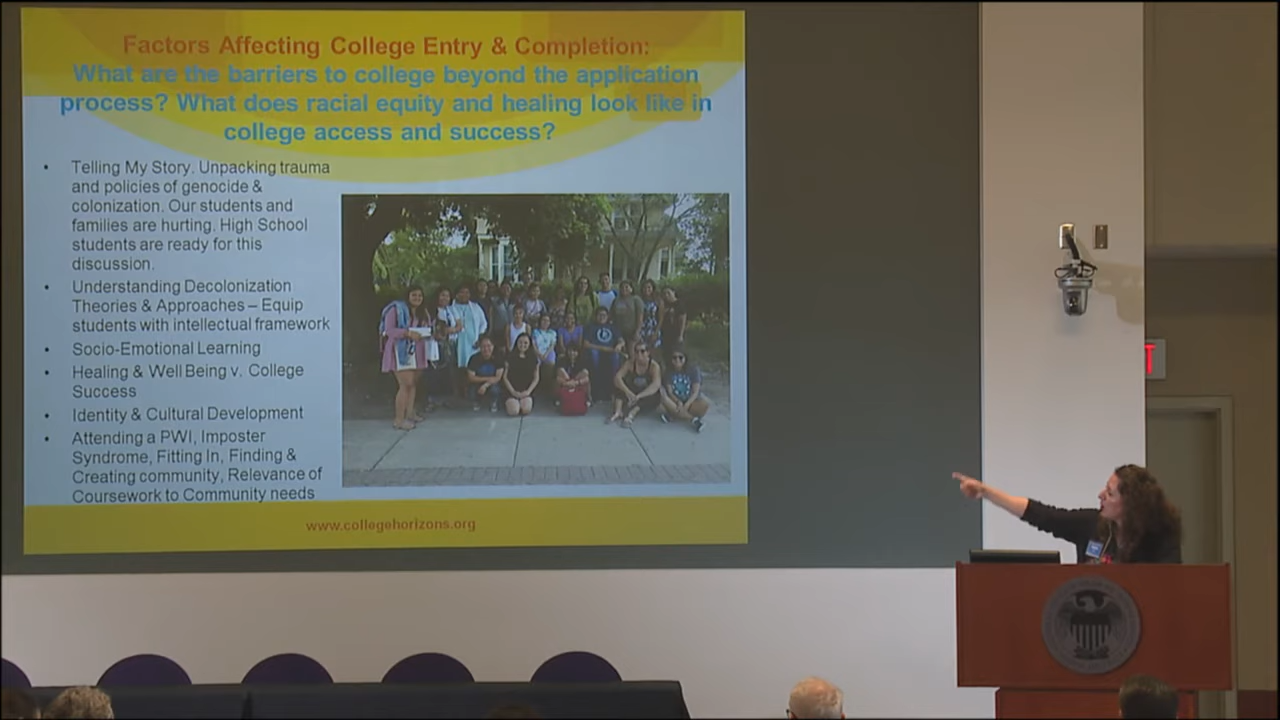 Factors Affecting College Entry & Completion:
What are the barriers to college beyond the application
process? What does racial equity and healing look like in
college access and success?
• Telling My Story. Unpacking trauma
and policies of genocide &
colonization. Our students and
families are hurting. High School
students are ready for this
discussion.
• Understanding Decolonization
Theories & Approaches – Equip
students with intellectual framework
• Socio-Emotional Learning
• Healing & Well Being v. College
Success
• Identity & Cultural Development
• Attending a PWI, Imposter
Syndrome, Fitting In, Finding &
Creating community, Relevance of
Coursework to Community needs
www.collegehorizons.org